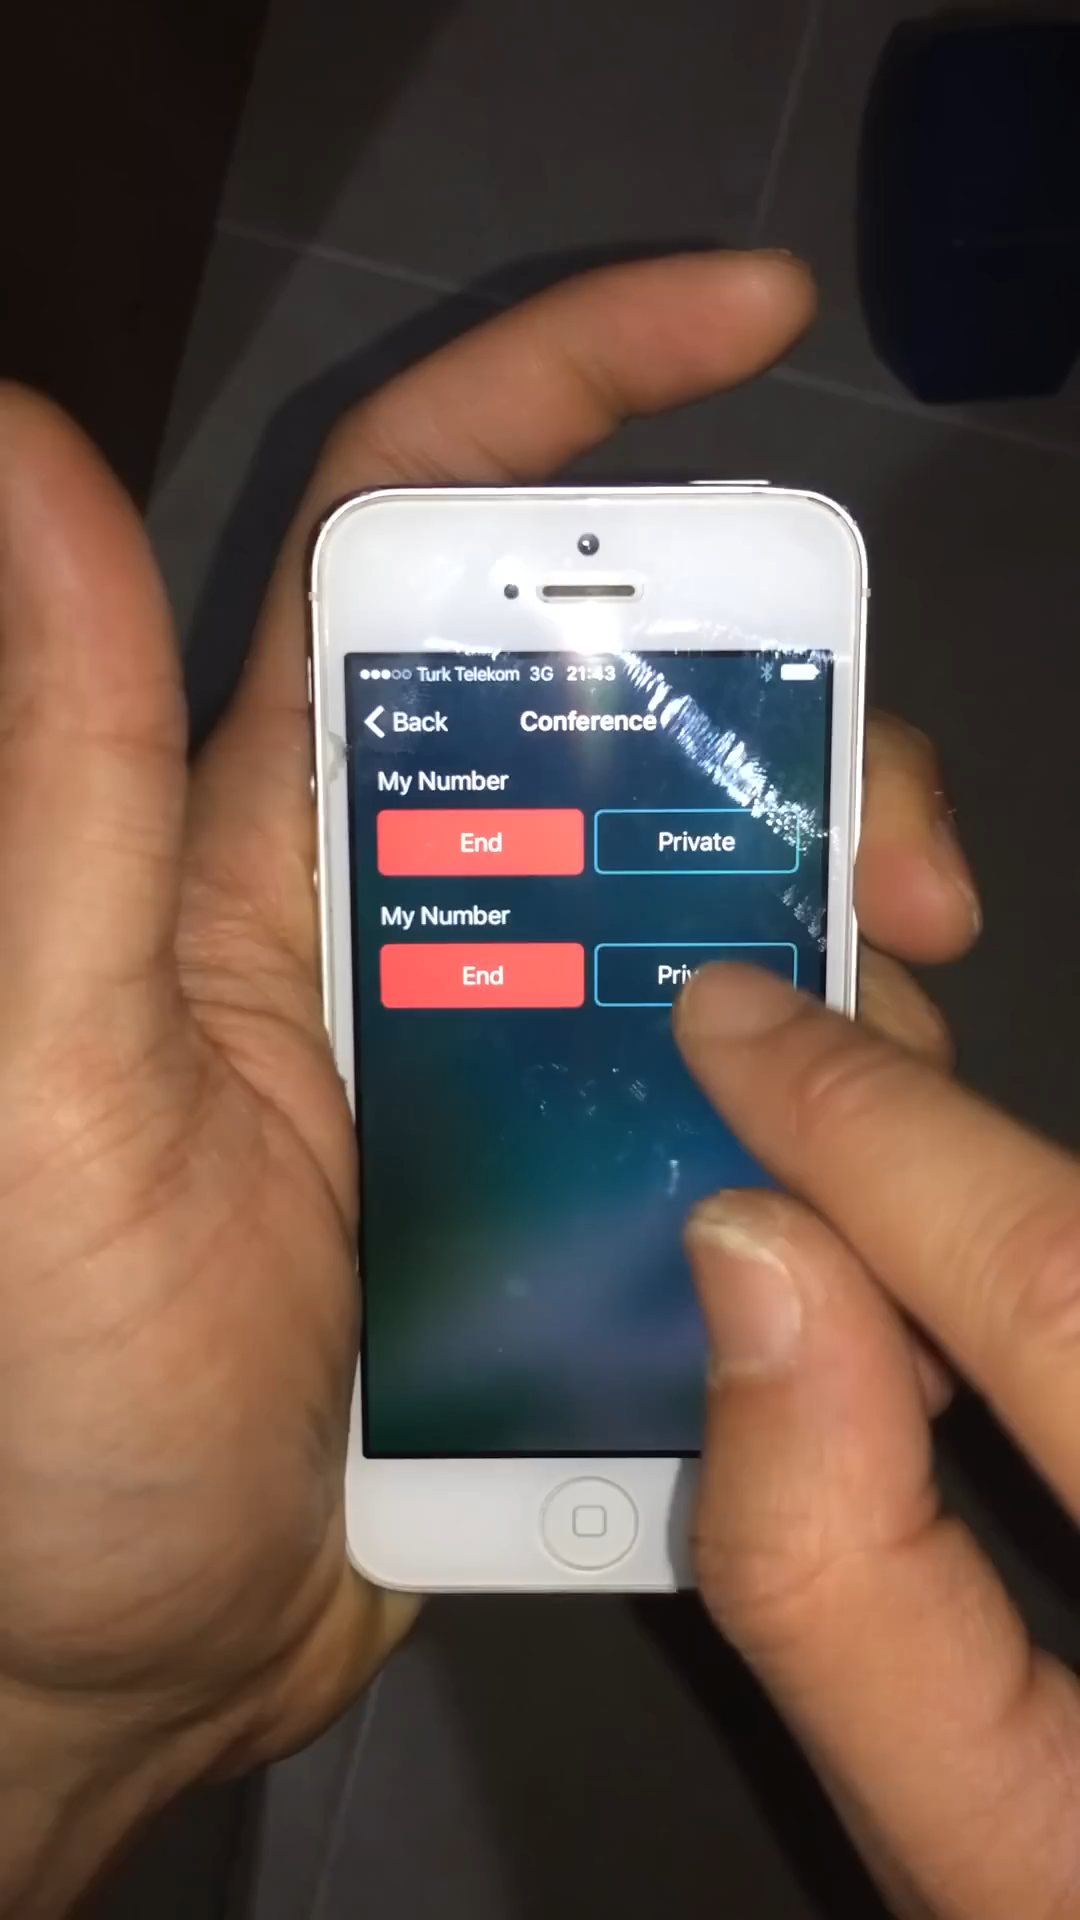 Turk Telekom 3G 21:43
Back Conference
My Number
End Private
My Number
End